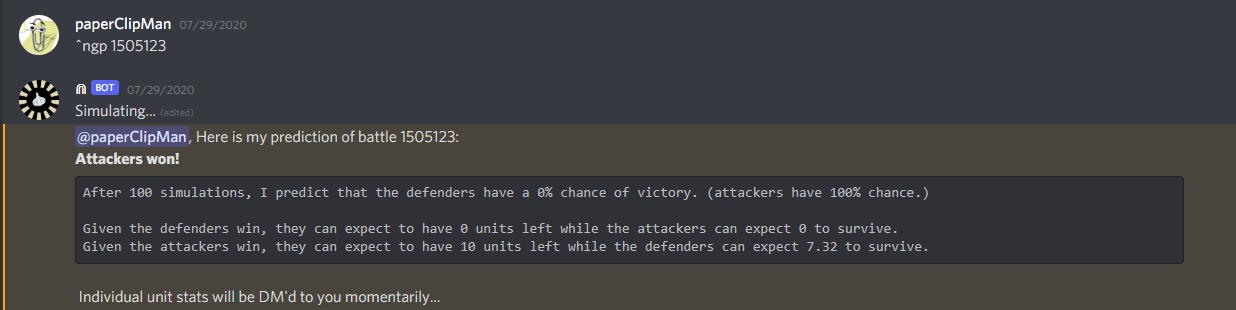 paperClipMan 07/29/2020
^ngp 1505123
BOT 07/29/2020
Simulating... (edited)
@paperClipMan, Here is my prediction of battle 1505123:
Attackers won!
After 100 simulations, I predict that the defenders have a 0% chance of victory. (attackers have 100% chance.)
Given the defenders win, they can expect to have 0 units left while the attackers can expect 0 to survive.
Given the attackers win, they can expect to have 10 units left while the defenders can expect 7.32 to survive.
Individual unit stats will be DM'd to you momentarily...